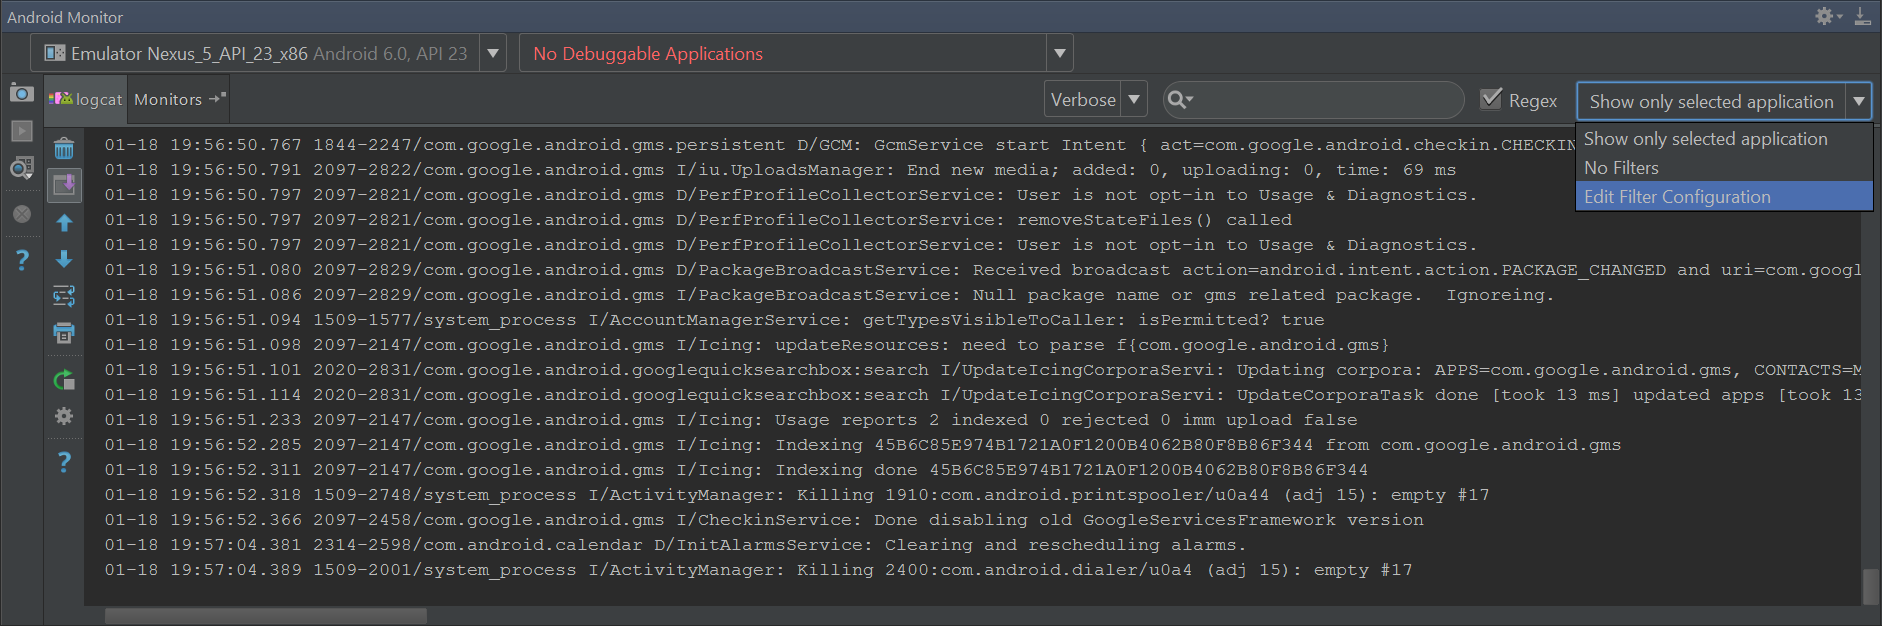 Android Monitor
Emulator Nexus_5_API_23_x86 Android 6.0, API 23
No Debuggable Applications
logcat
Monitors
Verbose
Regex
Show only selected application
Show only selected application
No Filters
Edit Filter Configuration
01-18 19:56:50.767 1844-2247/com.google.android.gms.persistent D/GCM: GcmService start Intent { act=com.google.android.checkin.CHECKIN
01-18 19:56:50.791 2097-2822/com.google.android.gms I/iu.UploadsManager: End new media; added: 0, uploading: 0, time: 69 ms
01-18 19:56:50.797 2097-2821/com.google.android.gms D/PerfProfileCollectorService: User is not opt-in to Usage & Diagnostics.
01-18 19:56:50.797 2097-2821/com.google.android.gms D/PerfProfileCollectorService: removeStateFiles() called
01-18 19:56:50.797 2097-2821/com.google.android.gms D/PerfProfileCollectorService: User is not opt-in to Usage & Diagnostics.
01-18 19:56:51.080 2097-2829/com.google.android.gms D/PackageBroadcastService: Received broadcast action=android.intent.action.PACKAGE_CHANGED and uri=com.googl
01-18 19:56:51.086 2097-2829/com.google.android.gms I/PackageBroadcastService: Null package name or gms related package.  Ignoreing.
01-18 19:56:51.094 1509-1577/system_process I/AccountManagerService: getTypesVisibleToCaller: isPermitted? true
01-18 19:56:51.098 2097-2147/com.google.android.gms I/Icing: updateResources: need to parse f{com.google.android.gms}
01-18 19:56:51.101 2020-2831/com.google.android.googlequicksearchbox:search I/UpdateIcingCorporaServi: Updating corpora: APPS=com.google.android.gms, CONTACTS=M
01-18 19:56:51.114 2020-2831/com.google.android.googlequicksearchbox:search I/UpdateIcingCorporaServi: UpdateCorporaTask done [took 13 ms] updated apps [took 13
01-18 19:56:51.233 2097-2147/com.google.android.gms I/Icing: Usage reports 2 indexed 0 rejected 0 imm upload false
01-18 19:56:52.285 2097-2147/com.google.android.gms I/Icing: Indexing 45B6C85E974B1721A0F1200B4062B80F8B86F344 from com.google.android.gms
01-18 19:56:52.311 2097-2147/com.google.android.gms I/Icing: Indexing done 45B6C85E974B1721A0F1200B4062B80F8B86F344
01-18 19:56:52.318 1509-2748/system_process I/ActivityManager: Killing 1910:com.android.printspooler/u0a44 (adj 15): empty #17
01-18 19:56:52.366 2097-2458/com.google.android.gms I/CheckinService: Done disabling old GoogleServicesFramework version
01-18 19:57:04.381 2314-2598/com.android.calendar D/InitAlarmsService: Clearing and rescheduling alarms.
01-18 19:57:04.389 1509-2001/system_process I/ActivityManager: Killing 2400:com.android.dialer/u0a4 (adj 15): empty #17